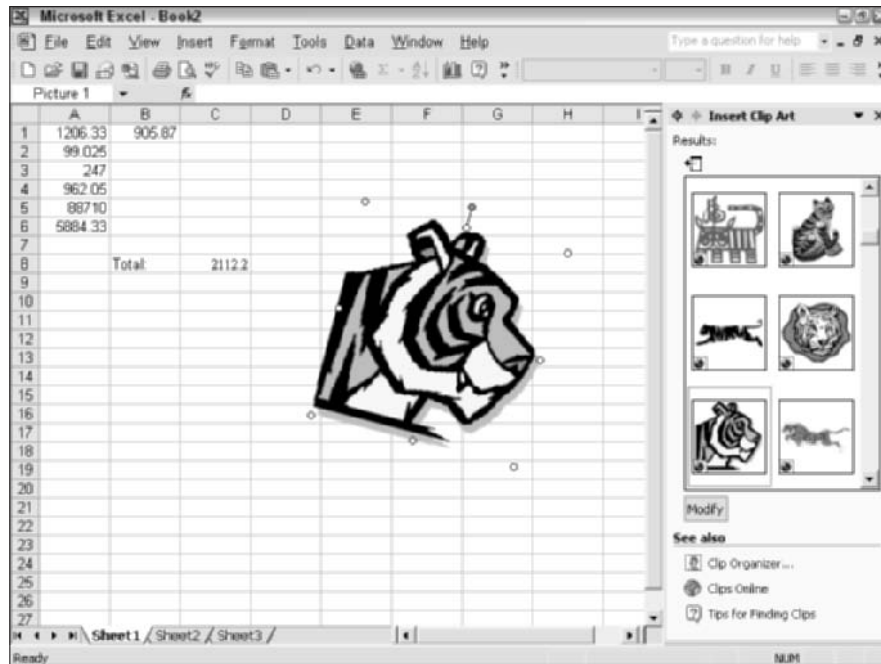 Microsoft Excel - Book2
File Edit View Insert Format Tools Data Window Help Type a question for help
Picture 1 fx
A B C D E F G H I
Insert Clip Art
Results:
1 1206.33 905.87
2 99.025
3 247
4 962.05
5 88710
6 5884.33
7
8 Total: 2112.2
9
10
11
12
13
14
15
16
17
18
19
20
21
22
23
24
25
26
27
Modify
See also
Clip Organizer...
Clips Online
Tips for Finding Clips
Sheet1 Sheet2 Sheet3
Ready NUM